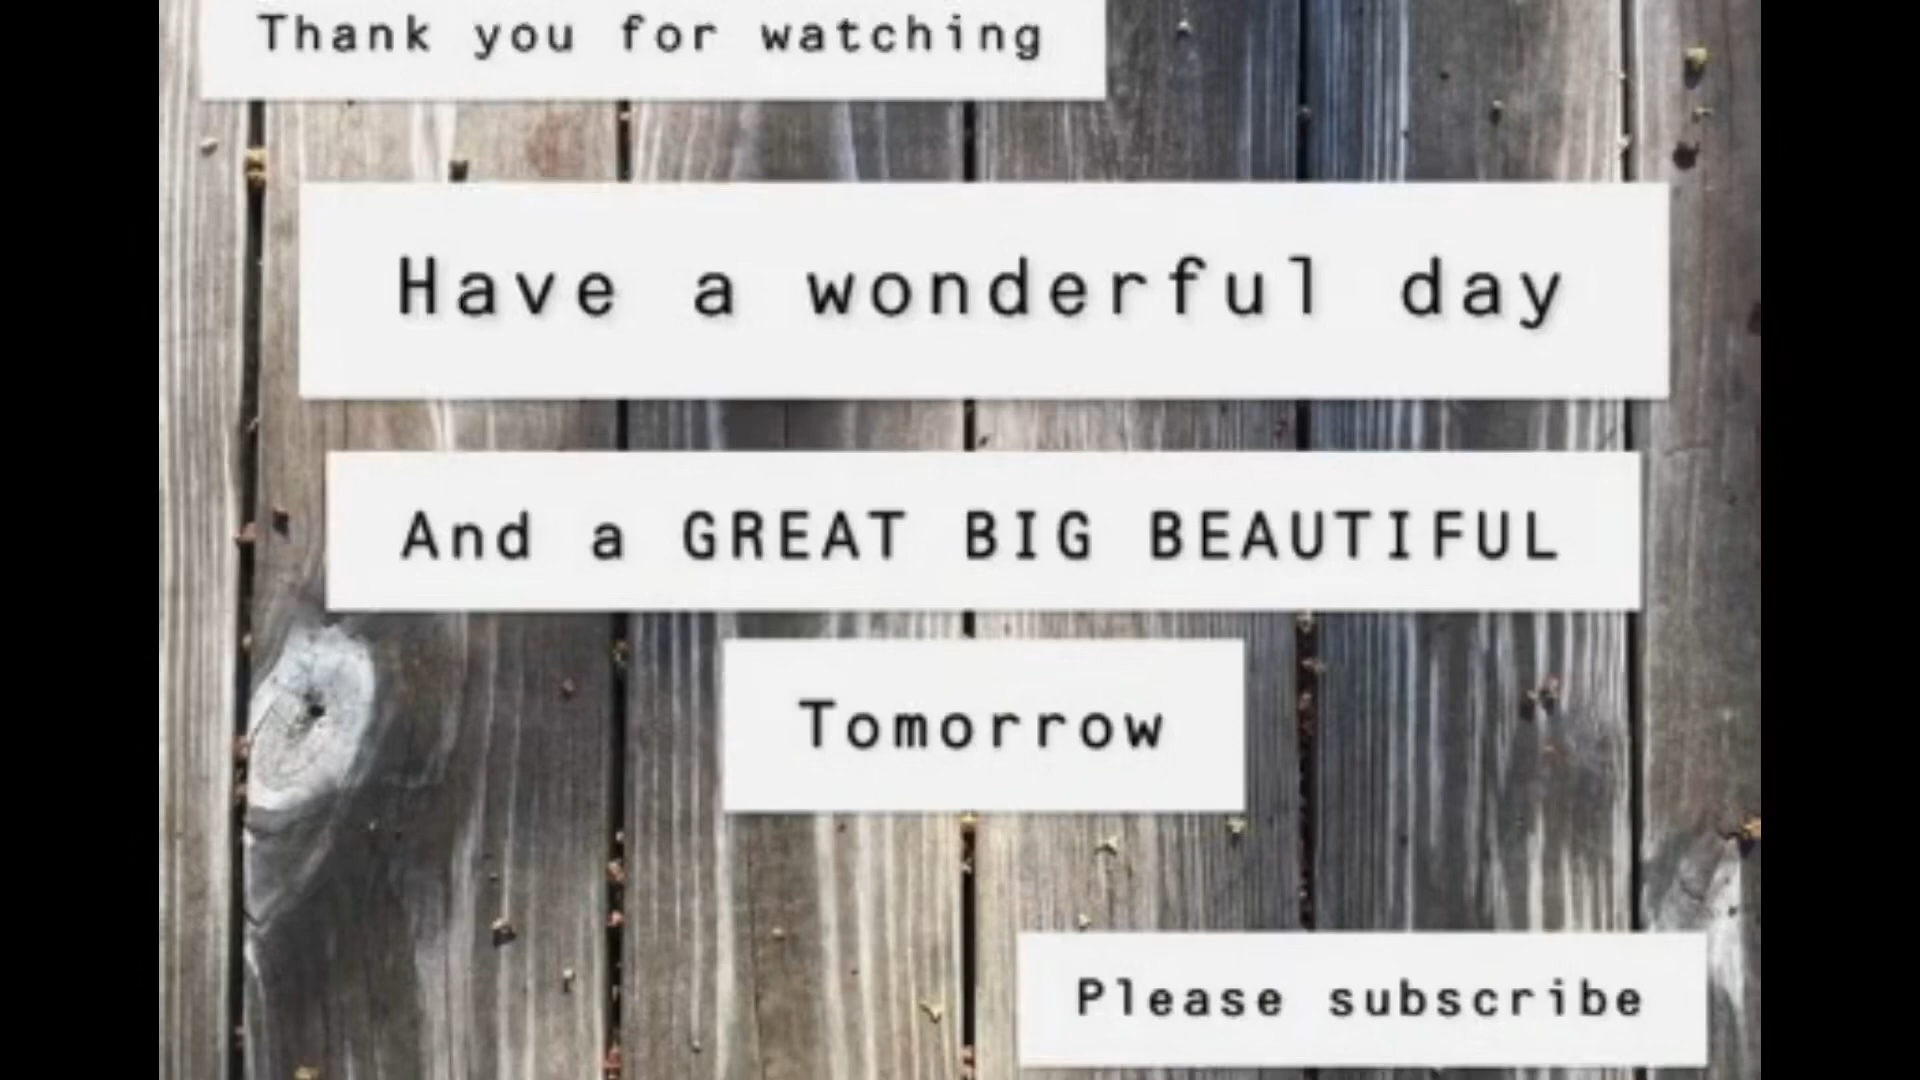 Thank you for watching
Have a wonderful day
And a GREAT BIG BEAUTIFUL
Tomorrow
Please subscribe